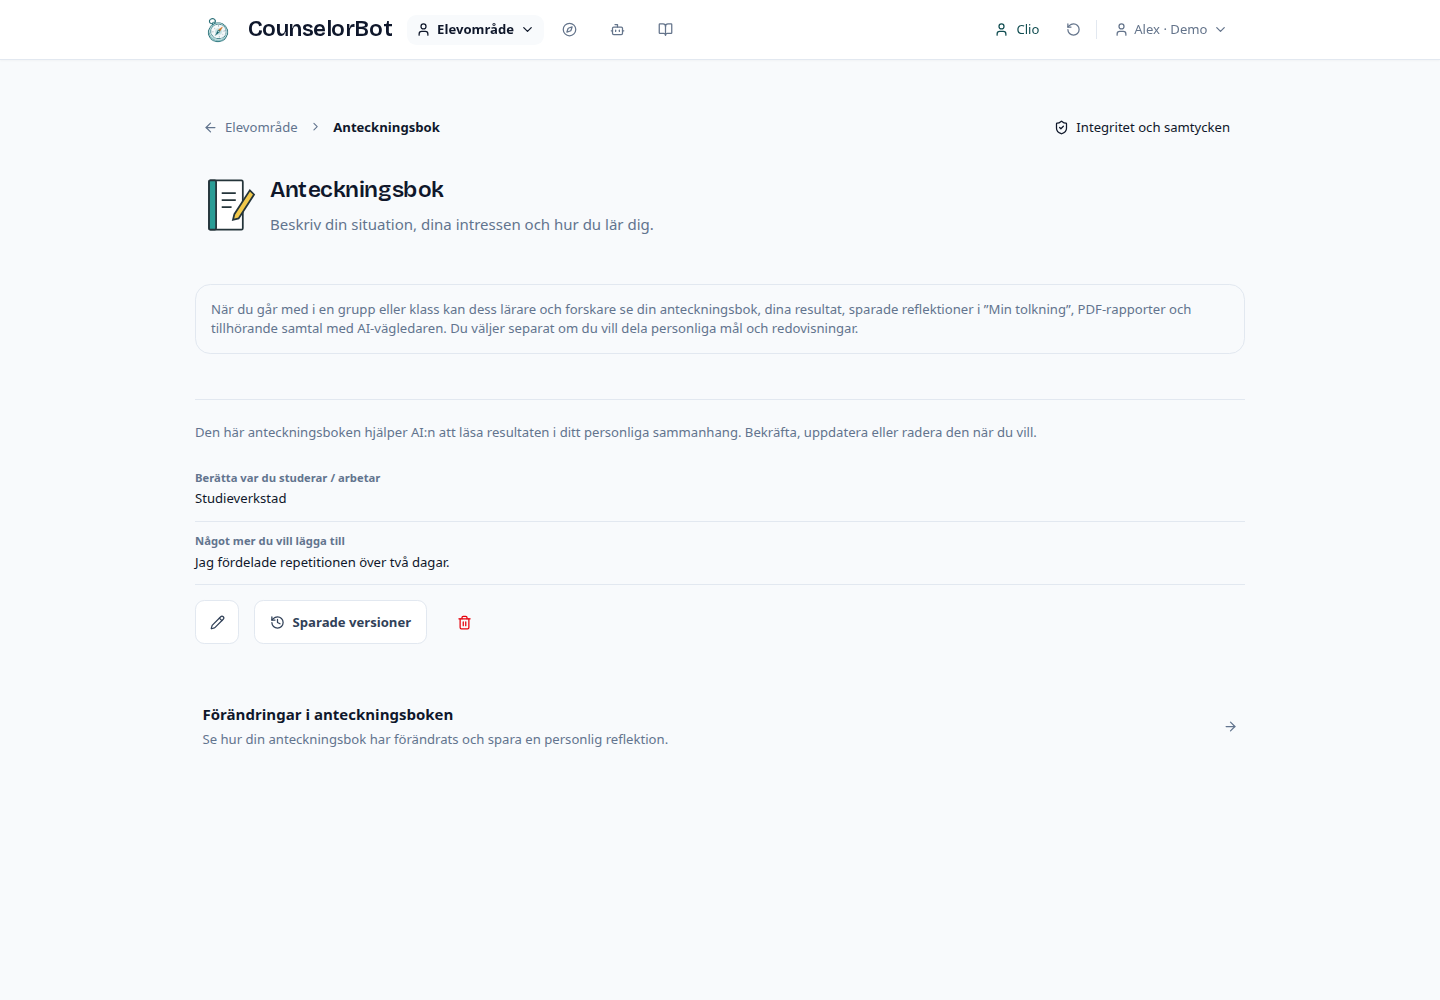 CounselorBot
Elevområde
Clio
Alex · Demo
Elevområde
Anteckningsbok
Integritet och samtycken
Anteckningsbok
Beskriv din situation, dina intressen och hur du lär dig.
När du går med i en grupp eller klass kan dess lärare och forskare se din anteckningsbok, dina resultat, sparade reflektioner i ”Min tolkning”, PDF-rapporter och
tillhörande samtal med AI-vägledaren. Du väljer separat om du vill dela personliga mål och redovisningar.
Den här anteckningsboken hjälper AI:n att läsa resultaten i ditt personliga sammanhang. Bekräfta, uppdatera eller radera den när du vill.
Berätta var du studerar / arbetar
Studieverkstad
Något mer du vill lägga till
Jag fördelade repetitionen över två dagar.
Sparade versioner
Förändringar i anteckningsboken
Se hur din anteckningsbok har förändrats och spara en personlig reflektion.